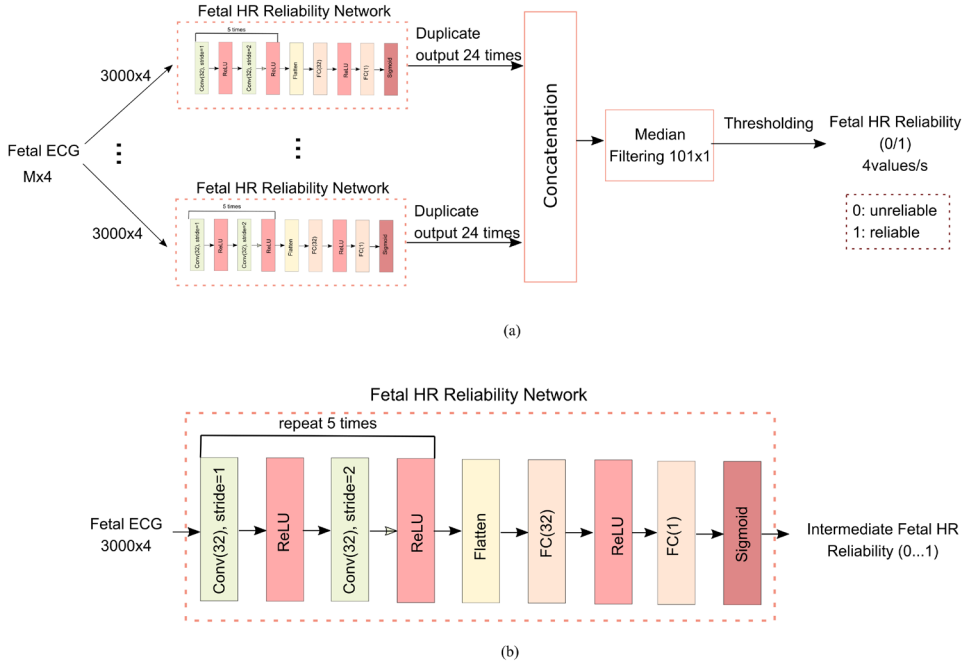 Fetal HR Reliability Network
5 times
3000x4
Conv(32), stride=1
ReLU
Conv(32), stride=2
ReLU
Flatten
FC(32)
ReLU
FC(1)
Sigmoid
Duplicate
output 24 times
Fetal ECG
Mx4
Fetal HR Reliability Network
5 times
3000x4
Conv(32), stride=1
ReLU
Conv(32), stride=2
ReLU
Flatten
FC(32)
ReLU
FC(1)
Sigmoid
Duplicate
output 24 times
Concatenation
Median
Filtering 101x1
Thresholding
Fetal HR Reliability
(0/1)
4values/s
0: unreliable
1: reliable
(a)
Fetal HR Reliability Network
repeat 5 times
Fetal ECG
3000x4
Conv(32), stride=1
ReLU
Conv(32), stride=2
ReLU
Flatten
FC(32)
ReLU
FC(1)
Sigmoid
Intermediate Fetal HR
Reliability (0...1)
(b)